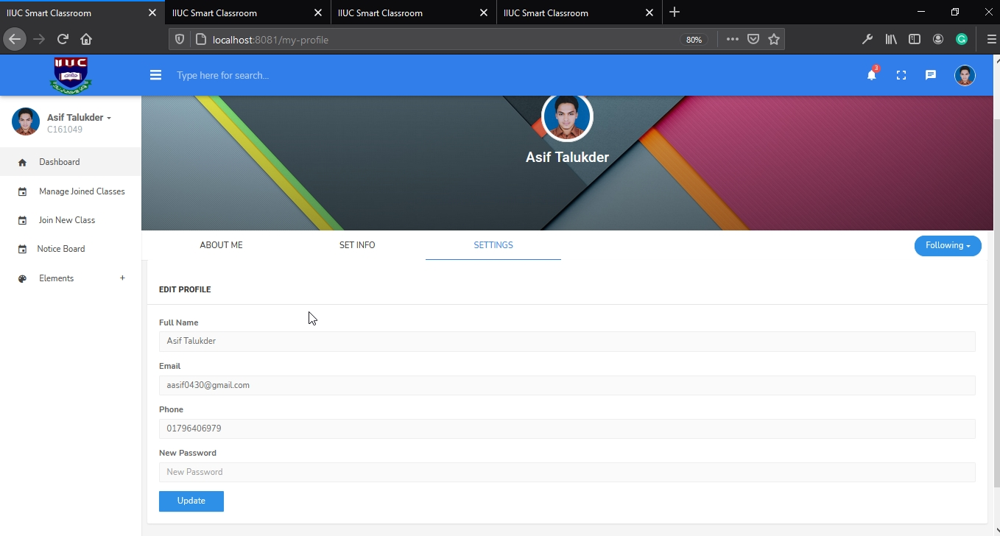 IIUC Smart Classroom
IIUC Smart Classroom
IIUC Smart Classroom
IIUC Smart Classroom
localhost:8081/my-profile
80%
IIUC
Type here for search...
3
Asif Talukder
C161049
Dashboard
Manage Joined Classes
Join New Class
Notice Board
Elements +
Asif Talukder
ABOUT ME
SET INFO
SETTINGS
Following
EDIT PROFILE
Full Name
Asif Talukder
Email
aasif0430@gmail.com
Phone
01796406979
New Password
New Password
Update